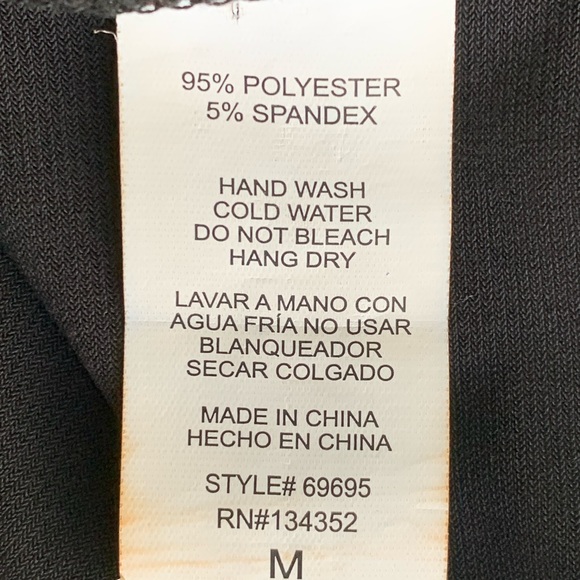 95% POLYESTER
5% SPANDEX
HAND WASH
COLD WATER
DO NOT BLEACH
HANG DRY
LAVAR A MANO CON
AGUA FRÍA NO USAR
BLANQUEADOR
SECAR COLGADO
MADE IN CHINA
HECHO EN CHINA
STYLE# 69695
RN#134352
M